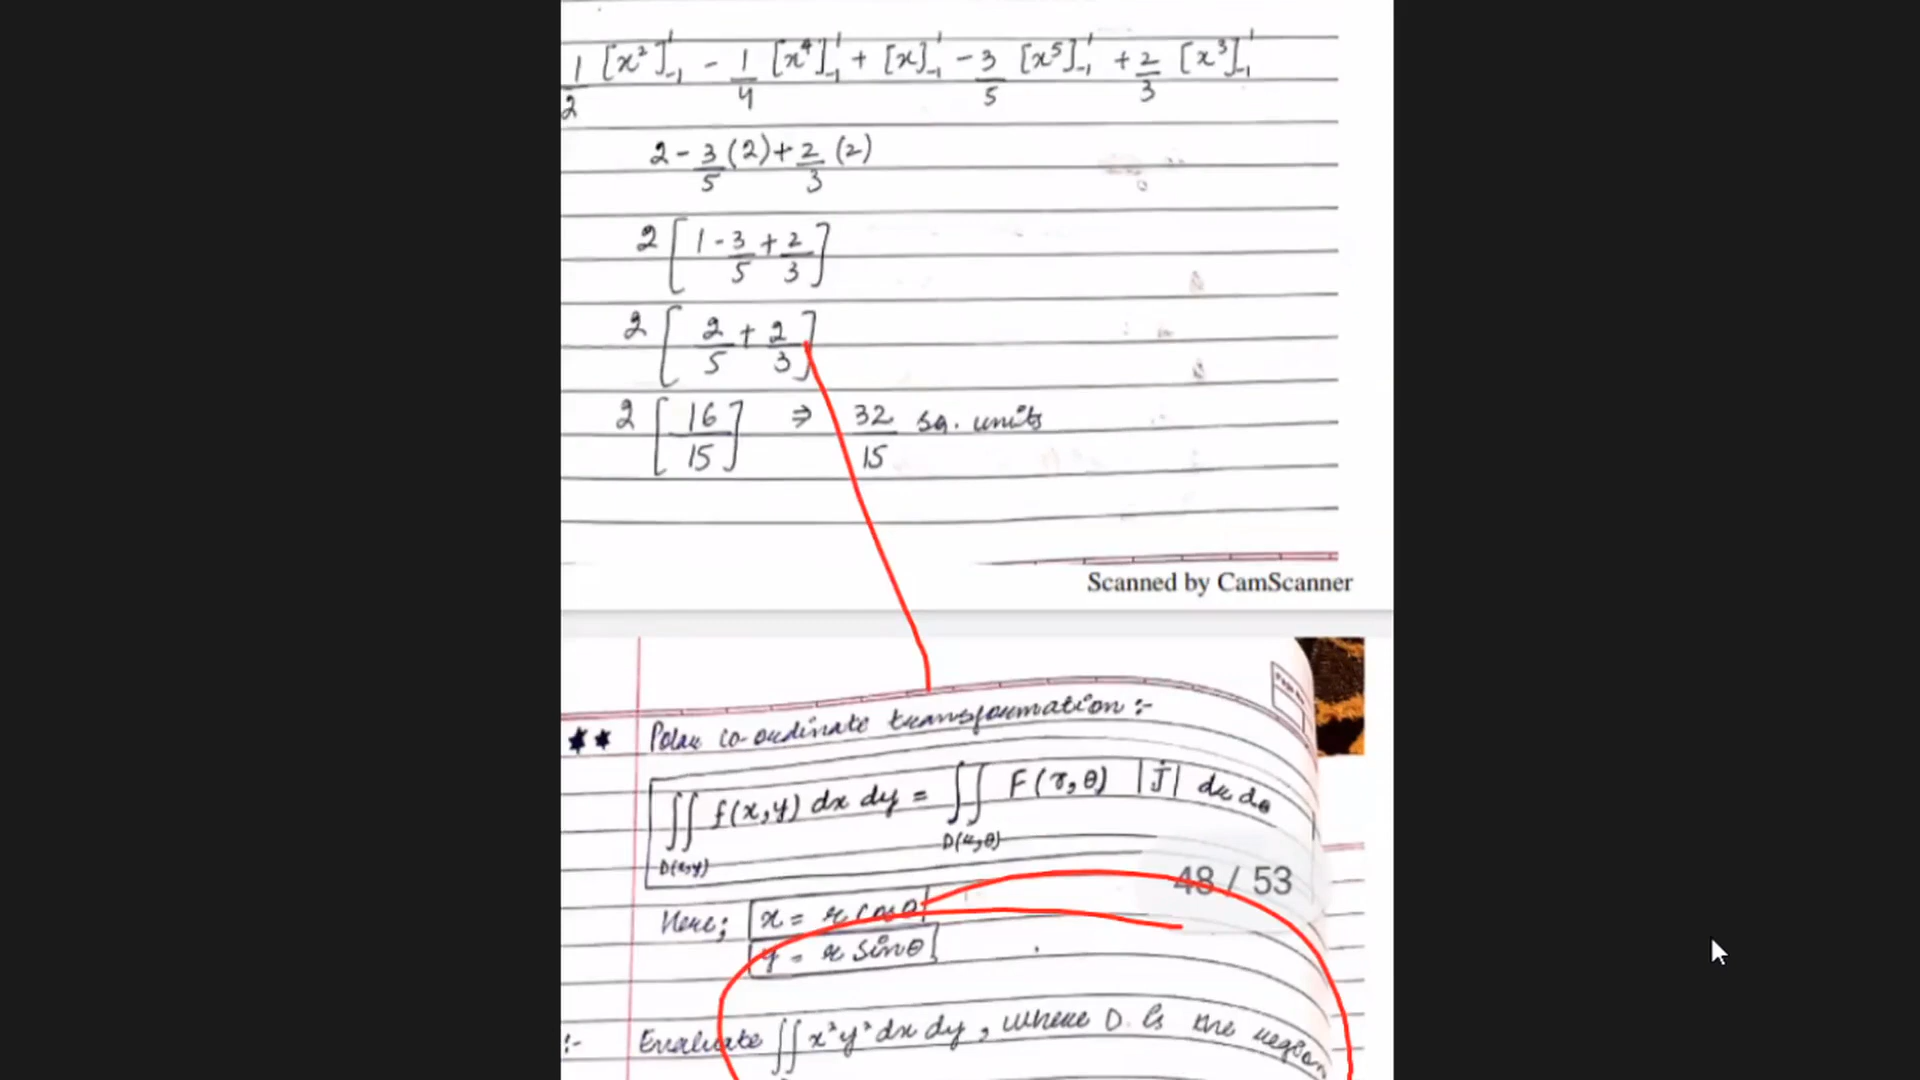 1/2 [x²]₋₁¹ - 1/4 [x⁴]₋₁¹ + [x]₋₁¹ - 3/5 [x⁵]₋₁¹ + 2/3 [x³]₋₁¹
2 - 3/5 (2) + 2/3 (2)
2 [1 - 3/5 + 2/3]
2 [2/5 + 2/3]
2 [16/15] ⇒ 32/15 sq. units
Scanned by CamScanner
** Polar co-ordinate transformation :-
∬ f(x,y) dx dy = ∬ F(r,θ) |J| dr dθ
D(x,y) D(r,θ)
48 / 53
Here; x = r cosθ
y = r sinθ
:- Evaluate ∬ x²y² dx dy, where D is the region